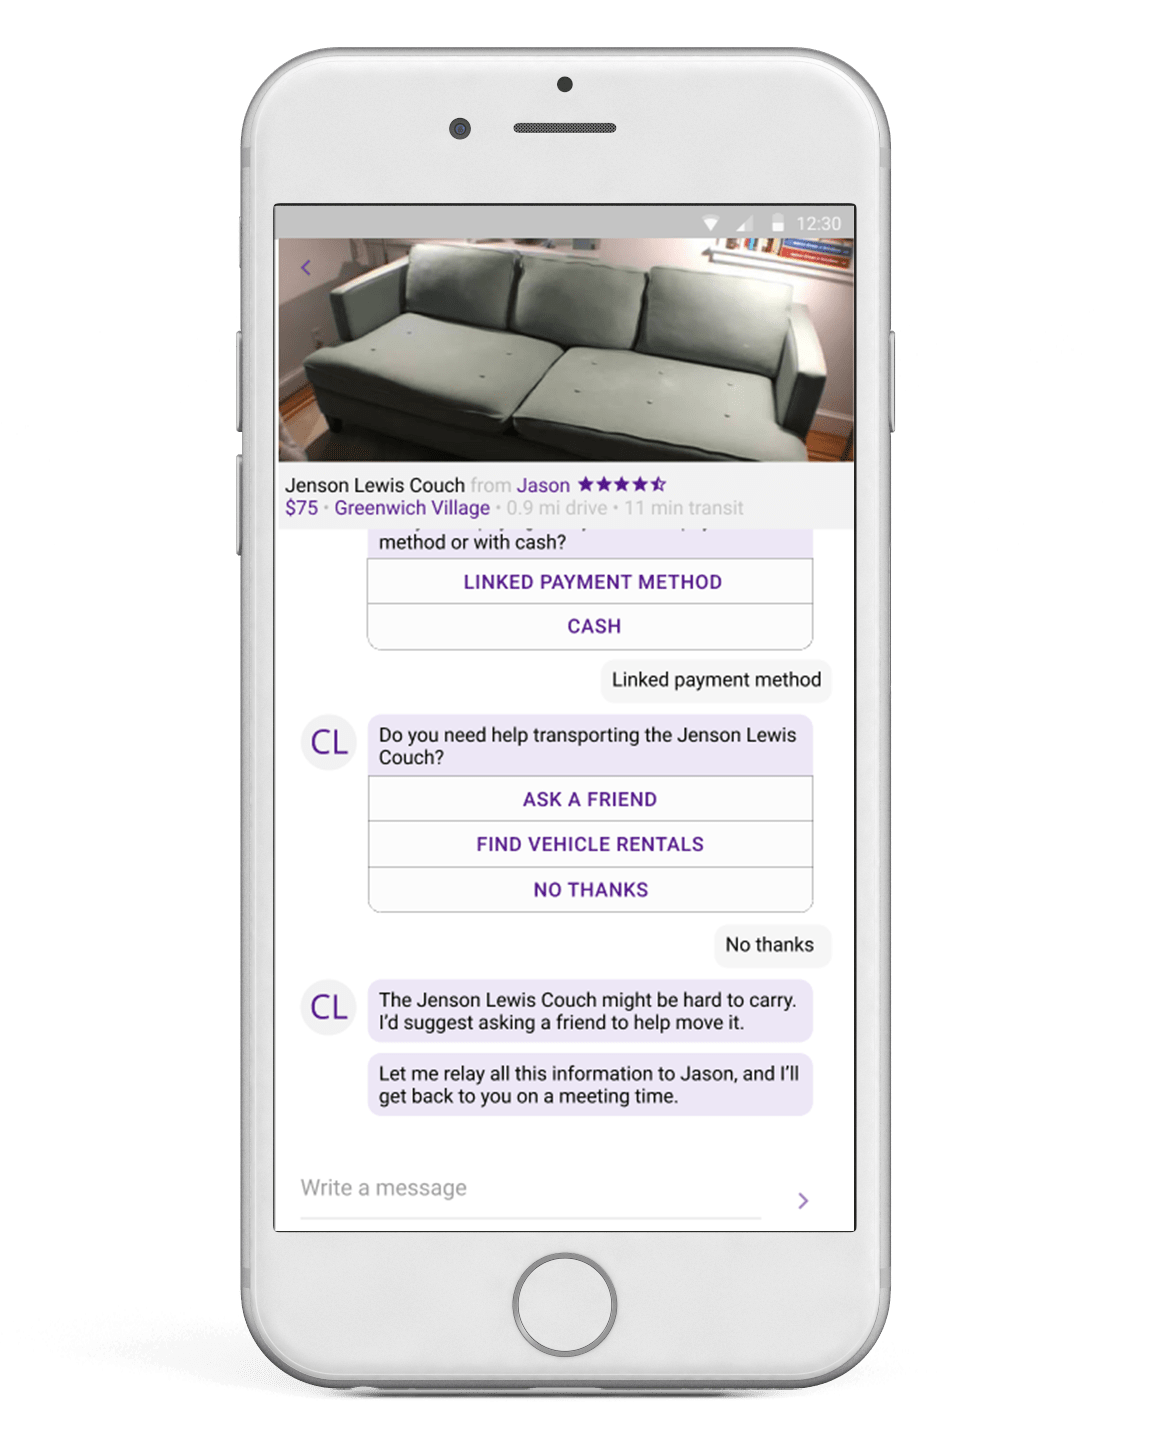 12:30
Jenson Lewis Couch from Jason
$75 • Greenwich Village • 0.9 mi drive • 11 min transit
method or with cash?
LINKED PAYMENT METHOD
CASH
Linked payment method
CL
Do you need help transporting the Jenson Lewis
Couch?
ASK A FRIEND
FIND VEHICLE RENTALS
NO THANKS
No thanks
CL
The Jenson Lewis Couch might be hard to carry.
I’d suggest asking a friend to help move it.
Let me relay all this information to Jason, and I’ll
get back to you on a meeting time.
Write a message